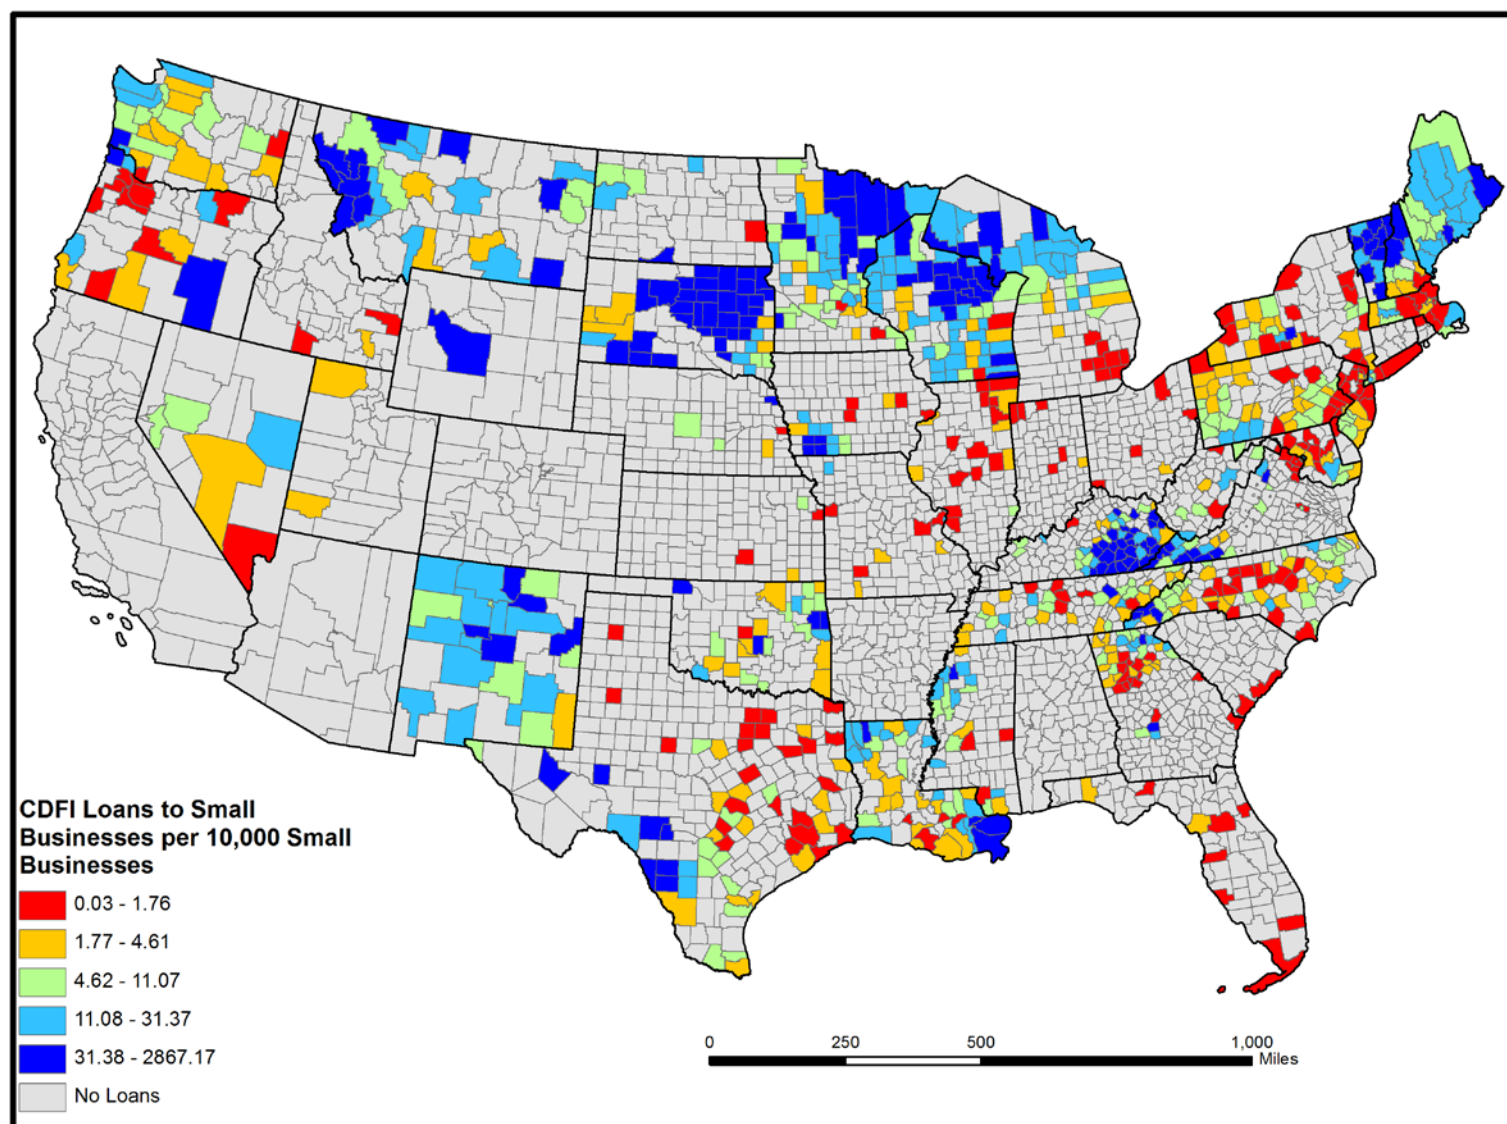 CDFI Loans to Small
Businesses per 10,000 Small
Businesses
0.03 - 1.76
1.77 - 4.61
4.62 - 11.07
11.08 - 31.37
31.38 - 2867.17
No Loans
0 250 500 1,000
Miles